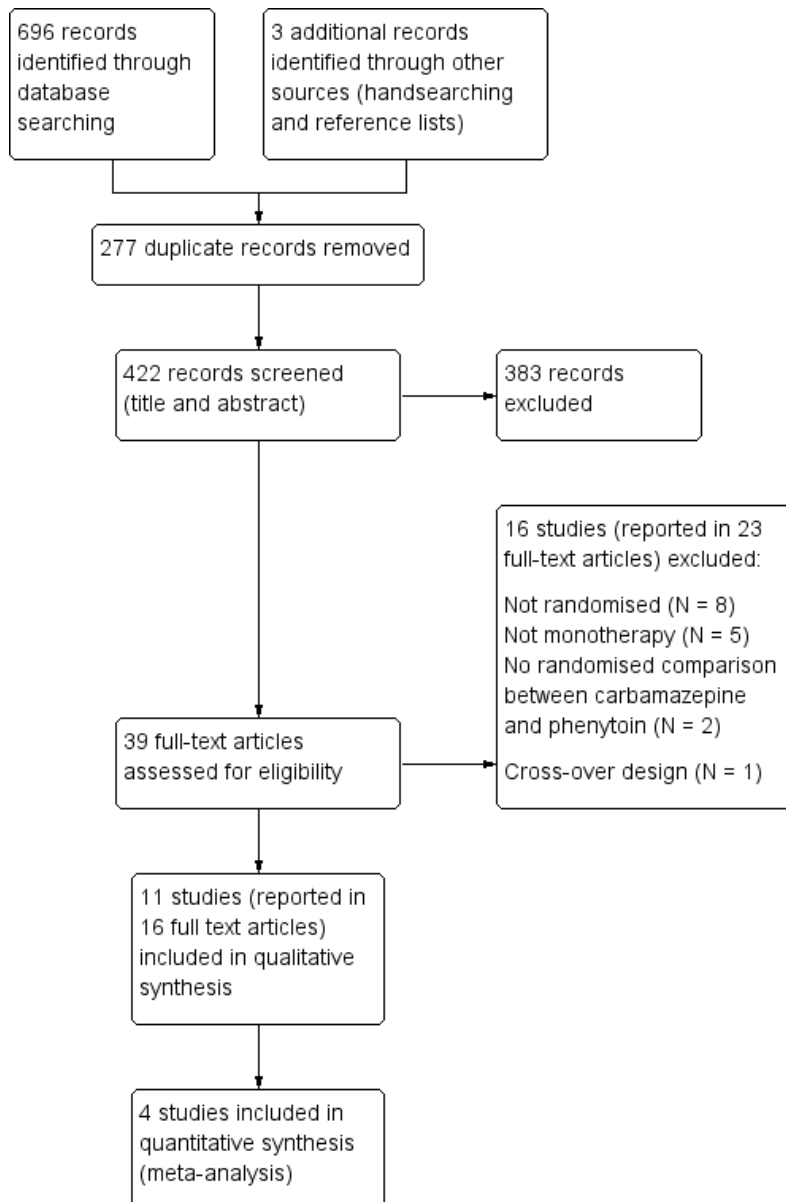 696 records
identified through
database
searching
3 additional records
identified through other
sources (handsearching
and reference lists)
277 duplicate records removed
422 records screened
(title and abstract)
383 records
excluded
16 studies (reported in 23
full-text articles) excluded:
Not randomised (N = 8)
Not monotherapy (N = 5)
No randomised comparison
between carbamazepine
and phenytoin (N = 2)
Cross-over design (N = 1)
39 full-text articles
assessed for eligibility
11 studies (reported in
16 full text articles)
included in qualitative
synthesis
4 studies included in
quantitative synthesis
(meta-analysis)